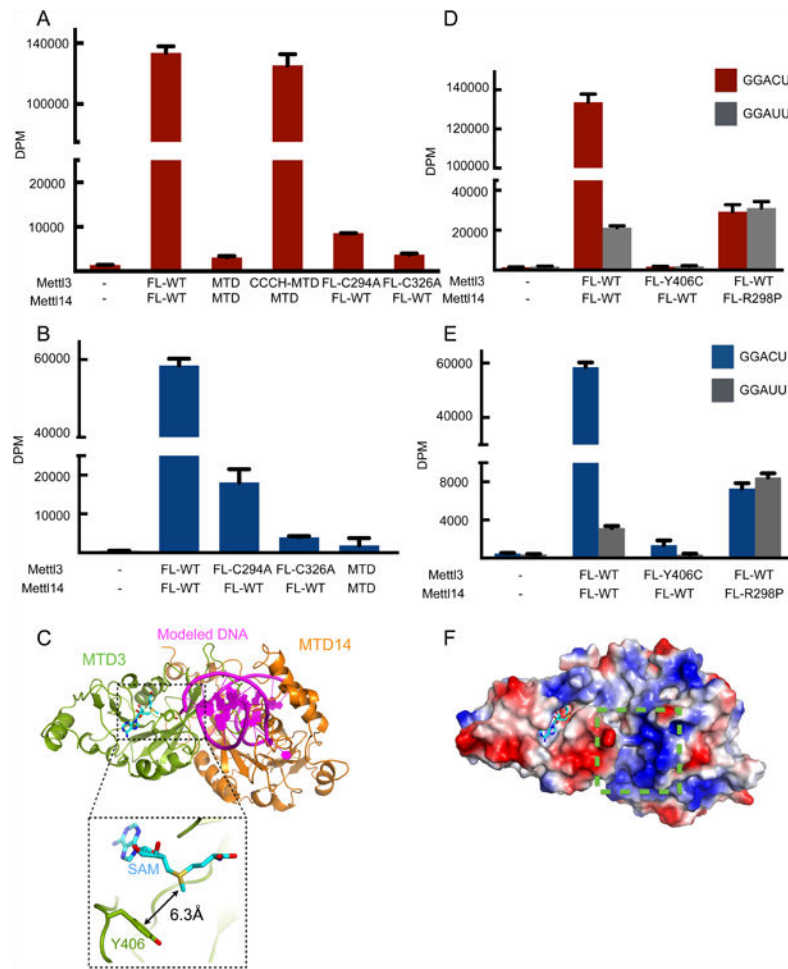 A
140000
100000
DPM
20000
10000
0
Mettl3 - FL-WT MTD CCCH-MTD FL-C294A FL-C326A
Mettl14 - FL-WT MTD MTD FL-WT FL-WT
B
60000
40000
DPM
20000
10000
0
Mettl3 - FL-WT FL-C294A FL-C326A MTD
Mettl14 - FL-WT FL-WT FL-WT MTD
C
Modeled DNA
MTD3
MTD14
SAM
6.3Å
Y406
D
GGACU
GGAUU
140000
120000
100000
DPM
40000
20000
Mettl3 - FL-WT FL-Y406C FL-WT
Mettl14 - FL-WT FL-WT FL-R298P
E
GGACU
GGAUU
60000
40000
DPM
8000
4000
Mettl3 - FL-WT FL-Y406C FL-WT
Mettl14 - FL-WT FL-WT FL-R298P
F